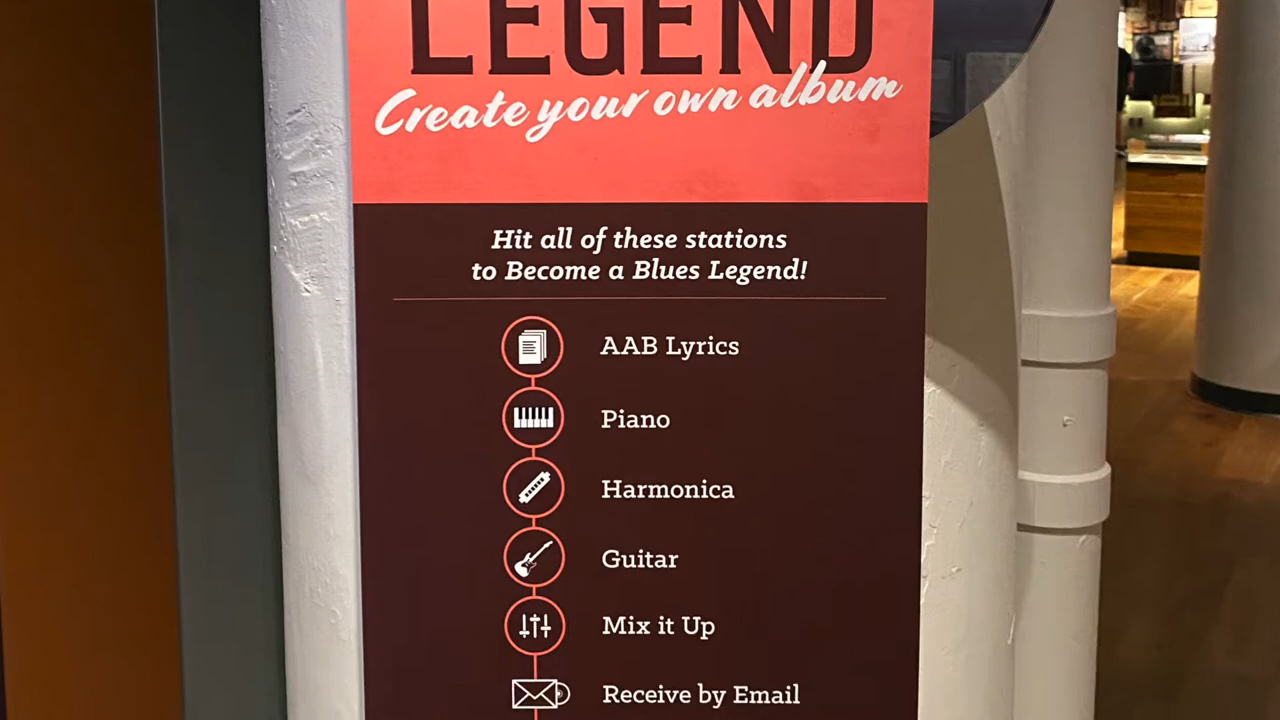 LEGEND
Create your own album
Hit all of these stations
to Become a Blues Legend!
AAB Lyrics
Piano
Harmonica
Guitar
Mix it Up
Receive by Email